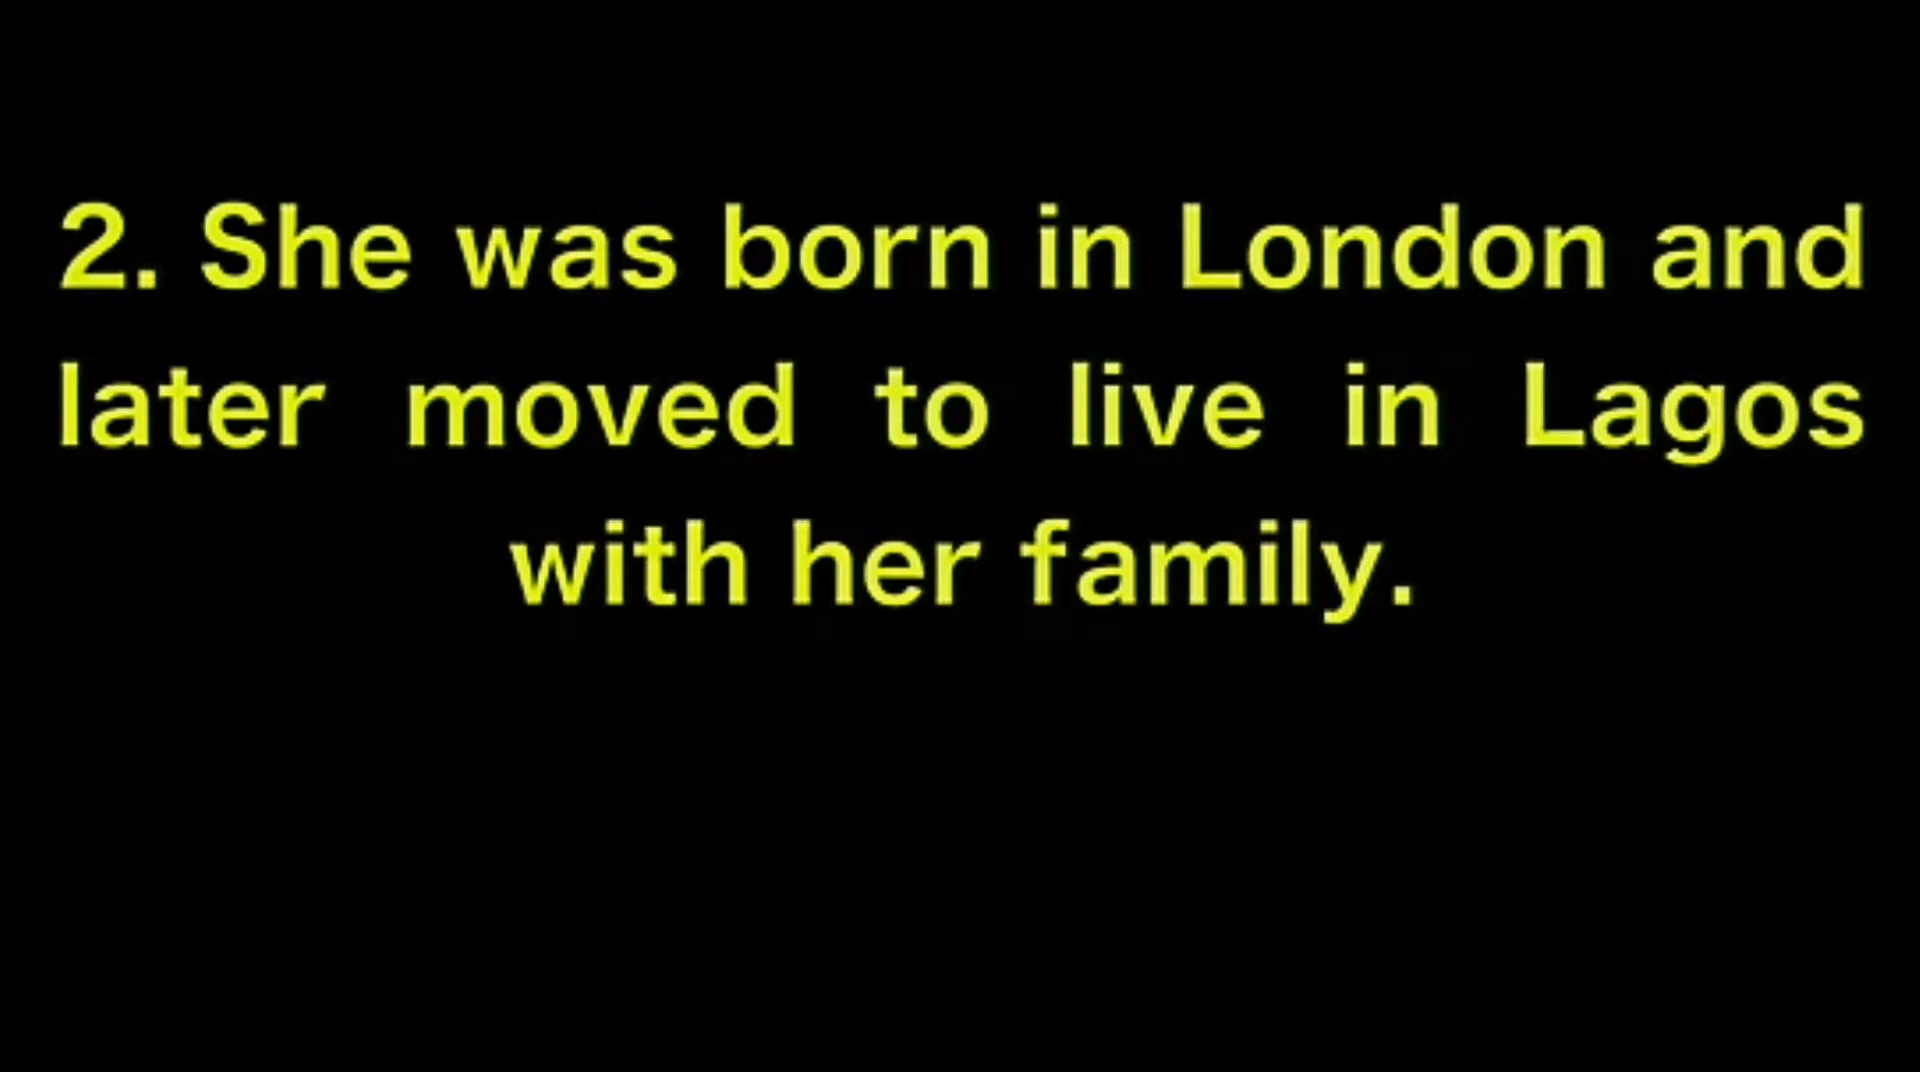 2. She was born in London and
later moved to live in Lagos
with her family.